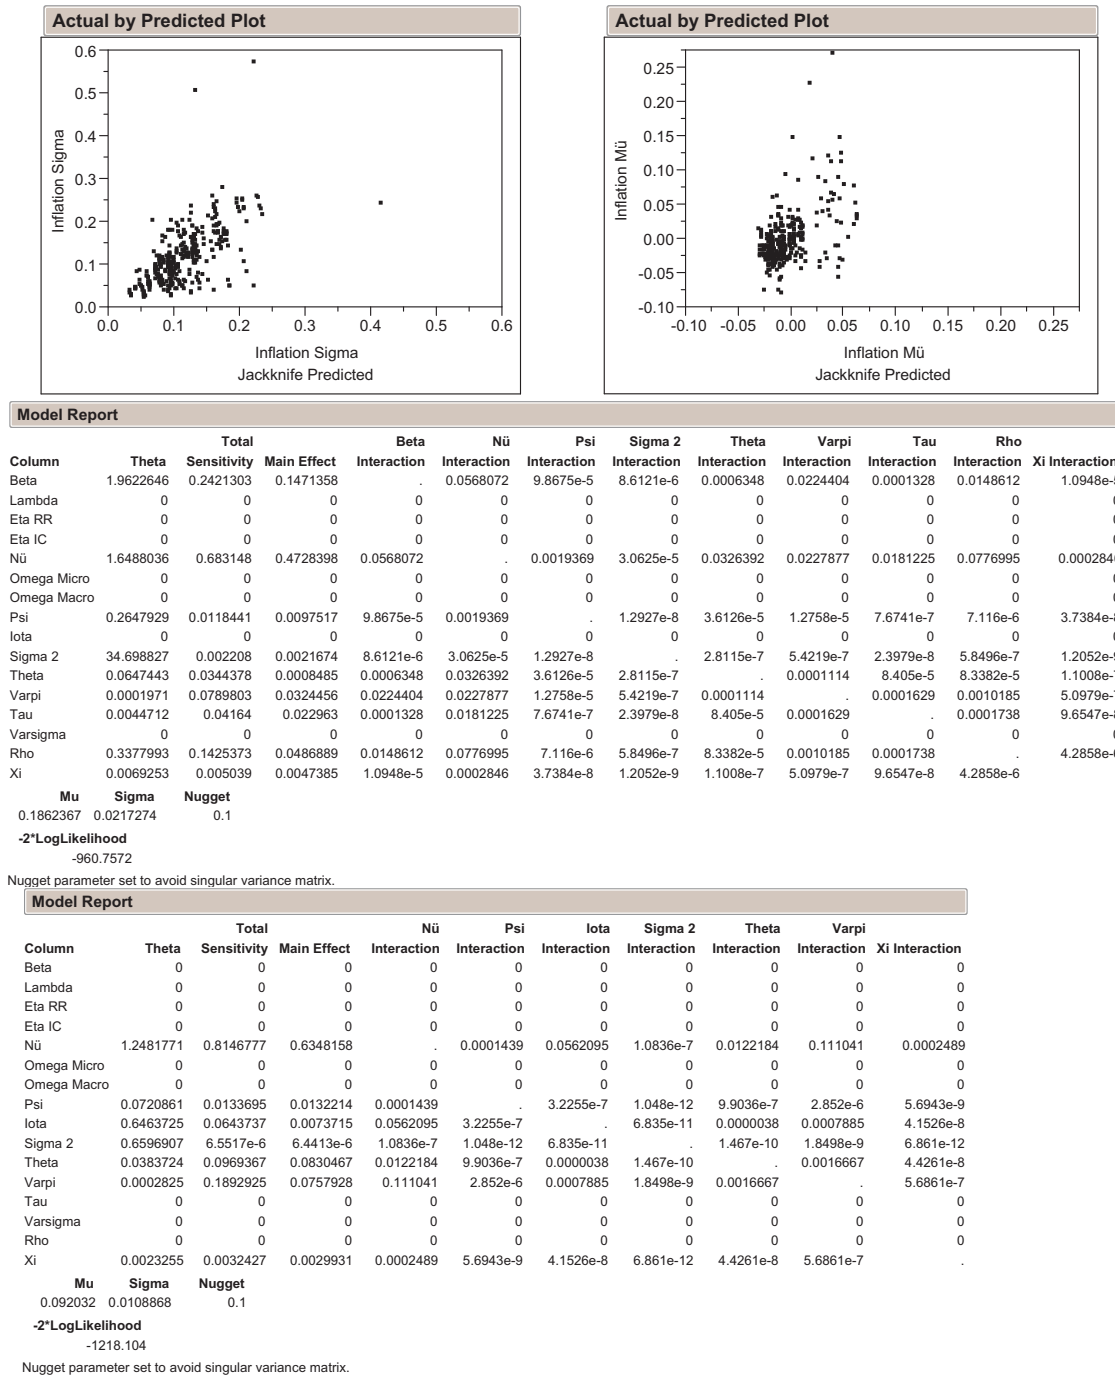 Actual by Predicted Plot
0.6
0.5
0.4
0.3
0.2
0.1
0.0
Inflation Sigma
0.0 0.1 0.2 0.3 0.4 0.5 0.6
Inflation Sigma
Jackknife Predicted
Actual by Predicted Plot
0.25
0.20
0.15
0.10
0.05
0.00
-0.05
-0.10
Inflation Mü
-0.10 -0.05 0.00 0.05 0.10 0.15 0.20 0.25
Inflation Mü
Jackknife Predicted
Model Report
Total Beta Nü Psi Sigma 2 Theta Varpi Tau Rho
Column Theta Sensitivity Main Effect Interaction Interaction Interaction Interaction Interaction Interaction Interaction Interaction Xi Interaction
Beta 1.9622646 0.2421303 0.1471358 . 0.0568072 9.8675e-5 8.6121e-6 0.0006348 0.0224404 0.0001328 0.0148612 1.0948e-5
Lambda 0 0 0 0 0 0 0 0 0 0 0 0
Eta RR 0 0 0 0 0 0 0 0 0 0 0 0
Eta IC 0 0 0 0 0 0 0 0 0 0 0 0
Nü 1.6488036 0.683148 0.4728398 0.0568072 . 0.0019369 3.0625e-5 0.0326392 0.0227877 0.0181225 0.0776995 0.0002846
Omega Micro 0 0 0 0 0 0 0 0 0 0 0 0
Omega Macro 0 0 0 0 0 0 0 0 0 0 0 0
Psi 0.2647929 0.0118441 0.0097517 9.8675e-5 0.0019369 . 1.2927e-8 3.6126e-5 1.2758e-5 7.6741e-7 7.116e-6 3.7384e-8
Iota 0 0 0 0 0 0 0 0 0 0 0 0
Sigma 2 34.698827 0.002208 0.0021674 8.6121e-6 3.0625e-5 1.2927e-8 . 2.8115e-7 5.4219e-7 2.3979e-8 5.8496e-7 1.2052e-9
Theta 0.0647443 0.0344378 0.0008485 0.0006348 0.0326392 3.6126e-5 2.8115e-7 . 0.0001114 8.405e-5 8.3382e-5 1.1008e-7
Varpi 0.0001971 0.0789803 0.0324456 0.0224404 0.0227877 1.2758e-5 5.4219e-7 0.0001114 . 0.0001629 0.0010185 5.0979e-7
Tau 0.0044712 0.04164 0.022963 0.0001328 0.0181225 7.6741e-7 2.3979e-8 8.405e-5 0.0001629 . 0.0001738 9.6547e-8
Varsigma 0 0 0 0 0 0 0 0 0 0 0 0
Rho 0.3377993 0.1425373 0.0486889 0.0148612 0.0776995 7.116e-6 5.8496e-7 8.3382e-5 0.0010185 0.0001738 . 4.2858e-6
Xi 0.0069253 0.005039 0.0047385 1.0948e-5 0.0002846 3.7384e-8 1.2052e-9 1.1008e-7 5.0979e-7 9.6547e-8 4.2858e-6
Mu Sigma Nugget
0.1862367 0.0217274 0.1
-2*LogLikelihood
-960.7572
Nugget parameter set to avoid singular variance matrix.
Model Report
Total Nü Psi Iota Sigma 2 Theta Varpi
Column Theta Sensitivity Main Effect Interaction Interaction Interaction Interaction Interaction Interaction Xi Interaction
Beta 0 0 0 0 0 0 0 0 0 0
Lambda 0 0 0 0 0 0 0 0 0 0
Eta RR 0 0 0 0 0 0 0 0 0 0
Eta IC 0 0 0 0 0 0 0 0 0 0
Nü 1.2481771 0.8146777 0.6348158 . 0.0001439 0.0562095 1.0836e-7 0.0122184 0.111041 0.0002489
Omega Micro 0 0 0 0 0 0 0 0 0 0
Omega Macro 0 0 0 0 0 0 0 0 0 0
Psi 0.0720861 0.0133695 0.0132214 0.0001439 . 3.2255e-7 1.048e-12 9.9036e-7 2.852e-6 5.6943e-9
Iota 0.6463725 0.0643737 0.0073715 0.0562095 3.2255e-7 . 6.835e-11 0.0000038 0.0007885 4.1526e-8
Sigma 2 0.6596907 6.5517e-6 6.4413e-6 1.0836e-7 1.048e-12 6.835e-11 . 1.467e-10 1.8498e-9 6.861e-12
Theta 0.0383724 0.0969367 0.0830467 0.0122184 9.9036e-7 0.0000038 1.467e-10 . 0.0016667 4.4261e-8
Varpi 0.0002825 0.1892925 0.0757928 0.111041 2.852e-6 0.0007885 1.8498e-9 0.0016667 . 5.6861e-7
Tau 0 0 0 0 0 0 0 0 0 0
Varsigma 0 0 0 0 0 0 0 0 0 0
Rho 0 0 0 0 0 0 0 0 0 0
Xi 0.0023255 0.0032427 0.0029931 0.0002489 5.6943e-9 4.1526e-8 6.861e-12 4.4261e-8 5.6861e-7 .
Mu Sigma Nugget
0.092032 0.0108868 0.1
-2*LogLikelihood
-1218.104
Nugget parameter set to avoid singular variance matrix.